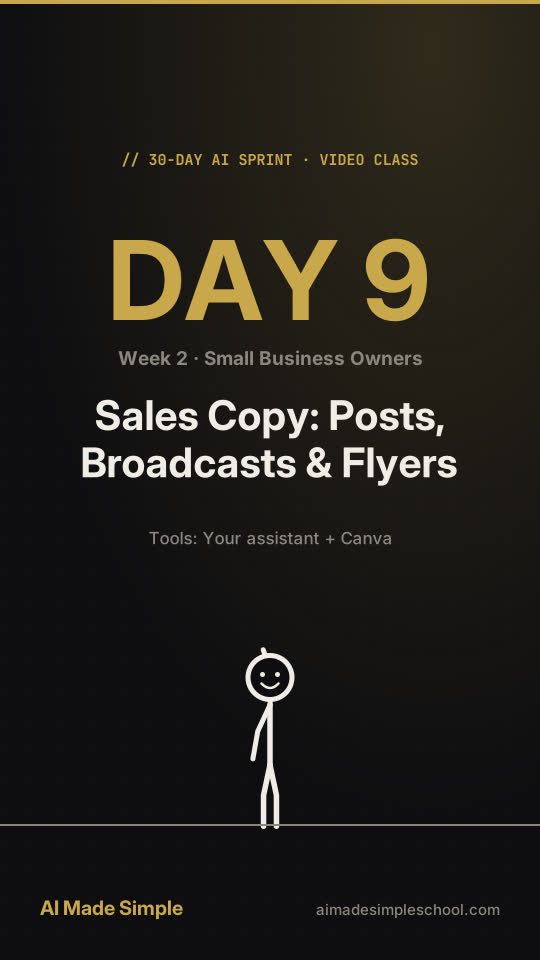 // 30-DAY AI SPRINT · VIDEO CLASS
DAY 9
Week 2 · Small Business Owners
Sales Copy: Posts,
Broadcasts & Flyers
Tools: Your assistant + Canva
AI Made Simple
aimadesimpleschool.com